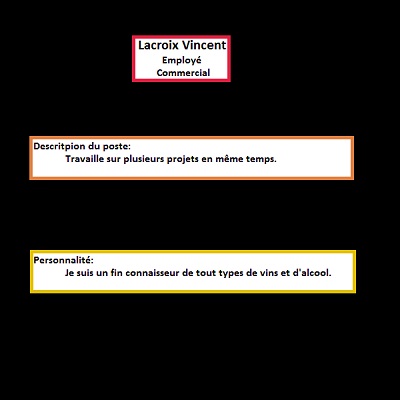 Lacroix Vincent
Employé
Commercial
Descritpion du poste:
Travaille sur plusieurs projets en même temps.
Personnalité:
Je suis un fin connaisseur de tout types de vins et d'alcool.